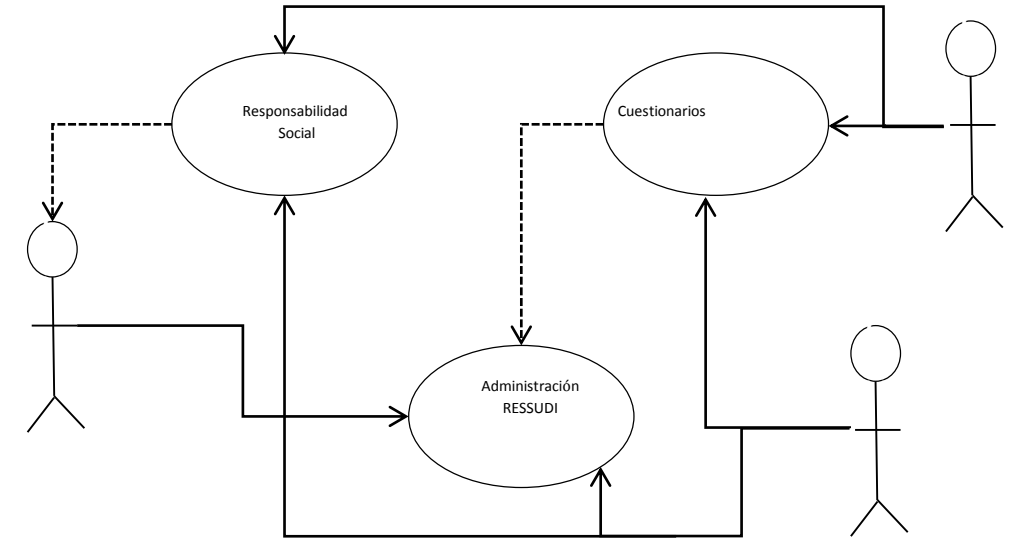 Responsabilidad
Social
Cuestionarios
Administración
RESSUDI